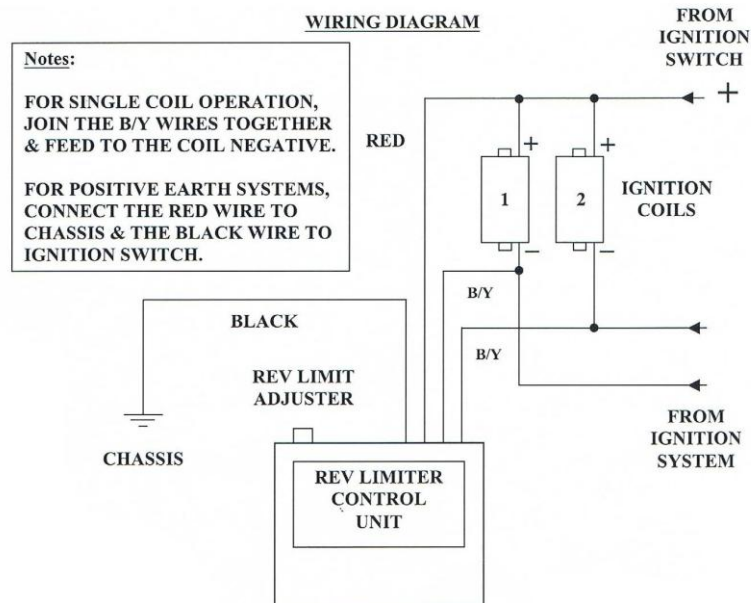 WIRING DIAGRAM
Notes:
FOR SINGLE COIL OPERATION,
JOIN THE B/Y WIRES TOGETHER
& FEED TO THE COIL NEGATIVE.
FOR POSITIVE EARTH SYSTEMS,
CONNECT THE RED WIRE TO
CHASSIS & THE BLACK WIRE TO
IGNITION SWITCH.
FROM
IGNITION
SWITCH
+
RED
+
+
1
2
IGNITION
COILS
–
–
B/Y
BLACK
B/Y
REV LIMIT
ADJUSTER
FROM
IGNITION
SYSTEM
CHASSIS
REV LIMITER
CONTROL
UNIT